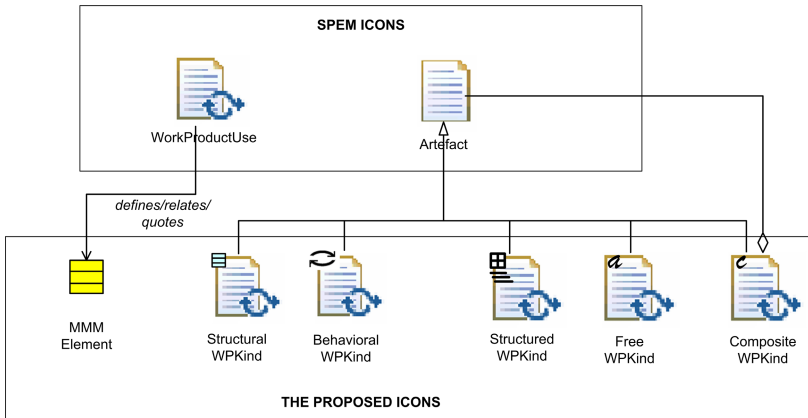 SPEM ICONS
WorkProductUse
Artefact
defines/relates/
quotes
MMM
Element
Structural
WPKind
Behavioral
WPKind
Structured
WPKind
a
Free
WPKind
c
Composite
WPKind
THE PROPOSED ICONS